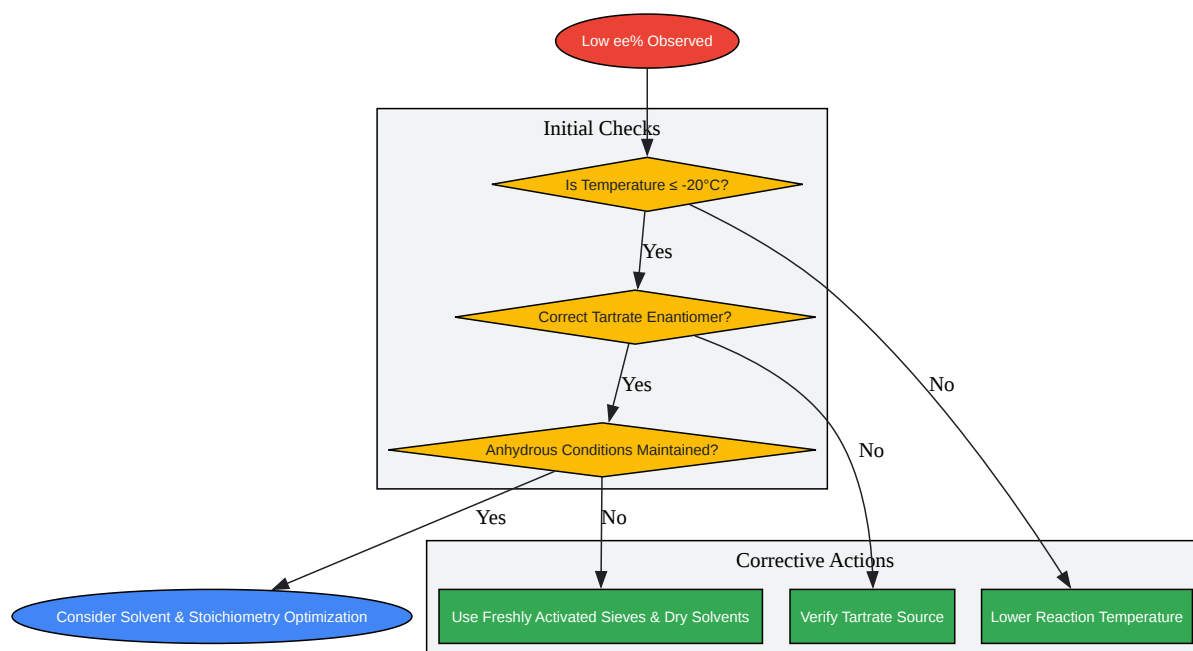 Low ee% Observed
Initial Checks
Is Temperature ≤ -20°C?
Yes
Correct Tartrate Enantiomer?
Yes
No
Anhydrous Conditions Maintained?
No
Yes
No
Corrective Actions
Consider Solvent & Stoichiometry Optimization
Use Freshly Activated Sieves & Dry Solvents
Verify Tartrate Source
Lower Reaction Temperature